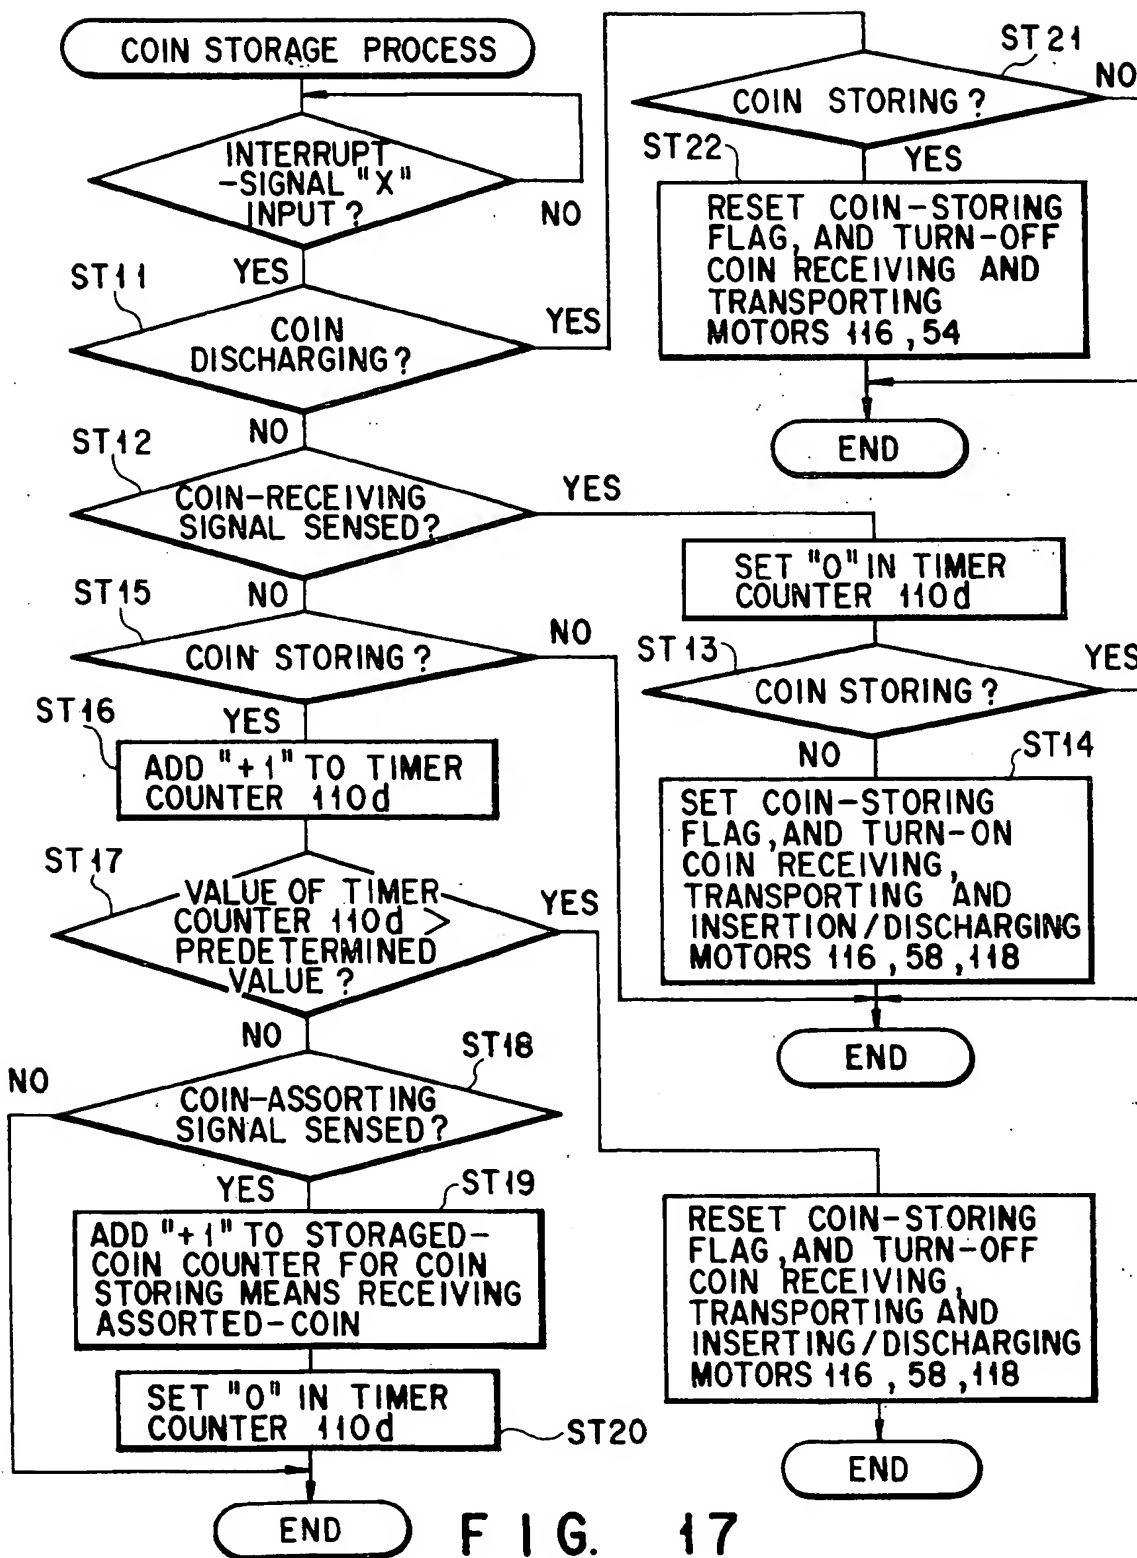 COIN STORAGE PROCESS
INTERRUPT
-SIGNAL "X"
INPUT?
NO
YES
ST11
COIN
DISCHARGING?
YES
NO
ST21
COIN STORING?
NO
YES
ST22
RESET COIN-STORING
FLAG, AND TURN-OFF
COIN RECEIVING AND
TRANSPORTING
MOTORS 116, 54
END
ST12
COIN-RECEIVING
SIGNAL SENSED?
YES
NO
SET "0" IN TIMER
COUNTER 110d
ST13
COIN STORING?
YES
NO
ST14
SET COIN-STORING
FLAG, AND TURN-ON
COIN RECEIVING,
TRANSPORTING AND
INSERTION/DISCHARGING
MOTORS 116, 58, 118
END
ST15
COIN STORING?
NO
YES
ST16
ADD "+1" TO TIMER
COUNTER 110d
ST17
VALUE OF TIMER
COUNTER 110d >
PREDETERMINED
VALUE?
YES
NO
ST18
COIN-ASSORTING
SIGNAL SENSED?
NO
YES
ST19
ADD "+1" TO STORAGED-
COIN COUNTER FOR COIN
STORING MEANS RECEIVING
ASSORTED-COIN
SET "0" IN TIMER
COUNTER 110d
ST20
END
RESET COIN-STORING
FLAG, AND TURN-OFF
COIN RECEIVING,
TRANSPORTING AND
INSERTING/DISCHARGING
MOTORS 116, 58, 118
END
FIG. 17